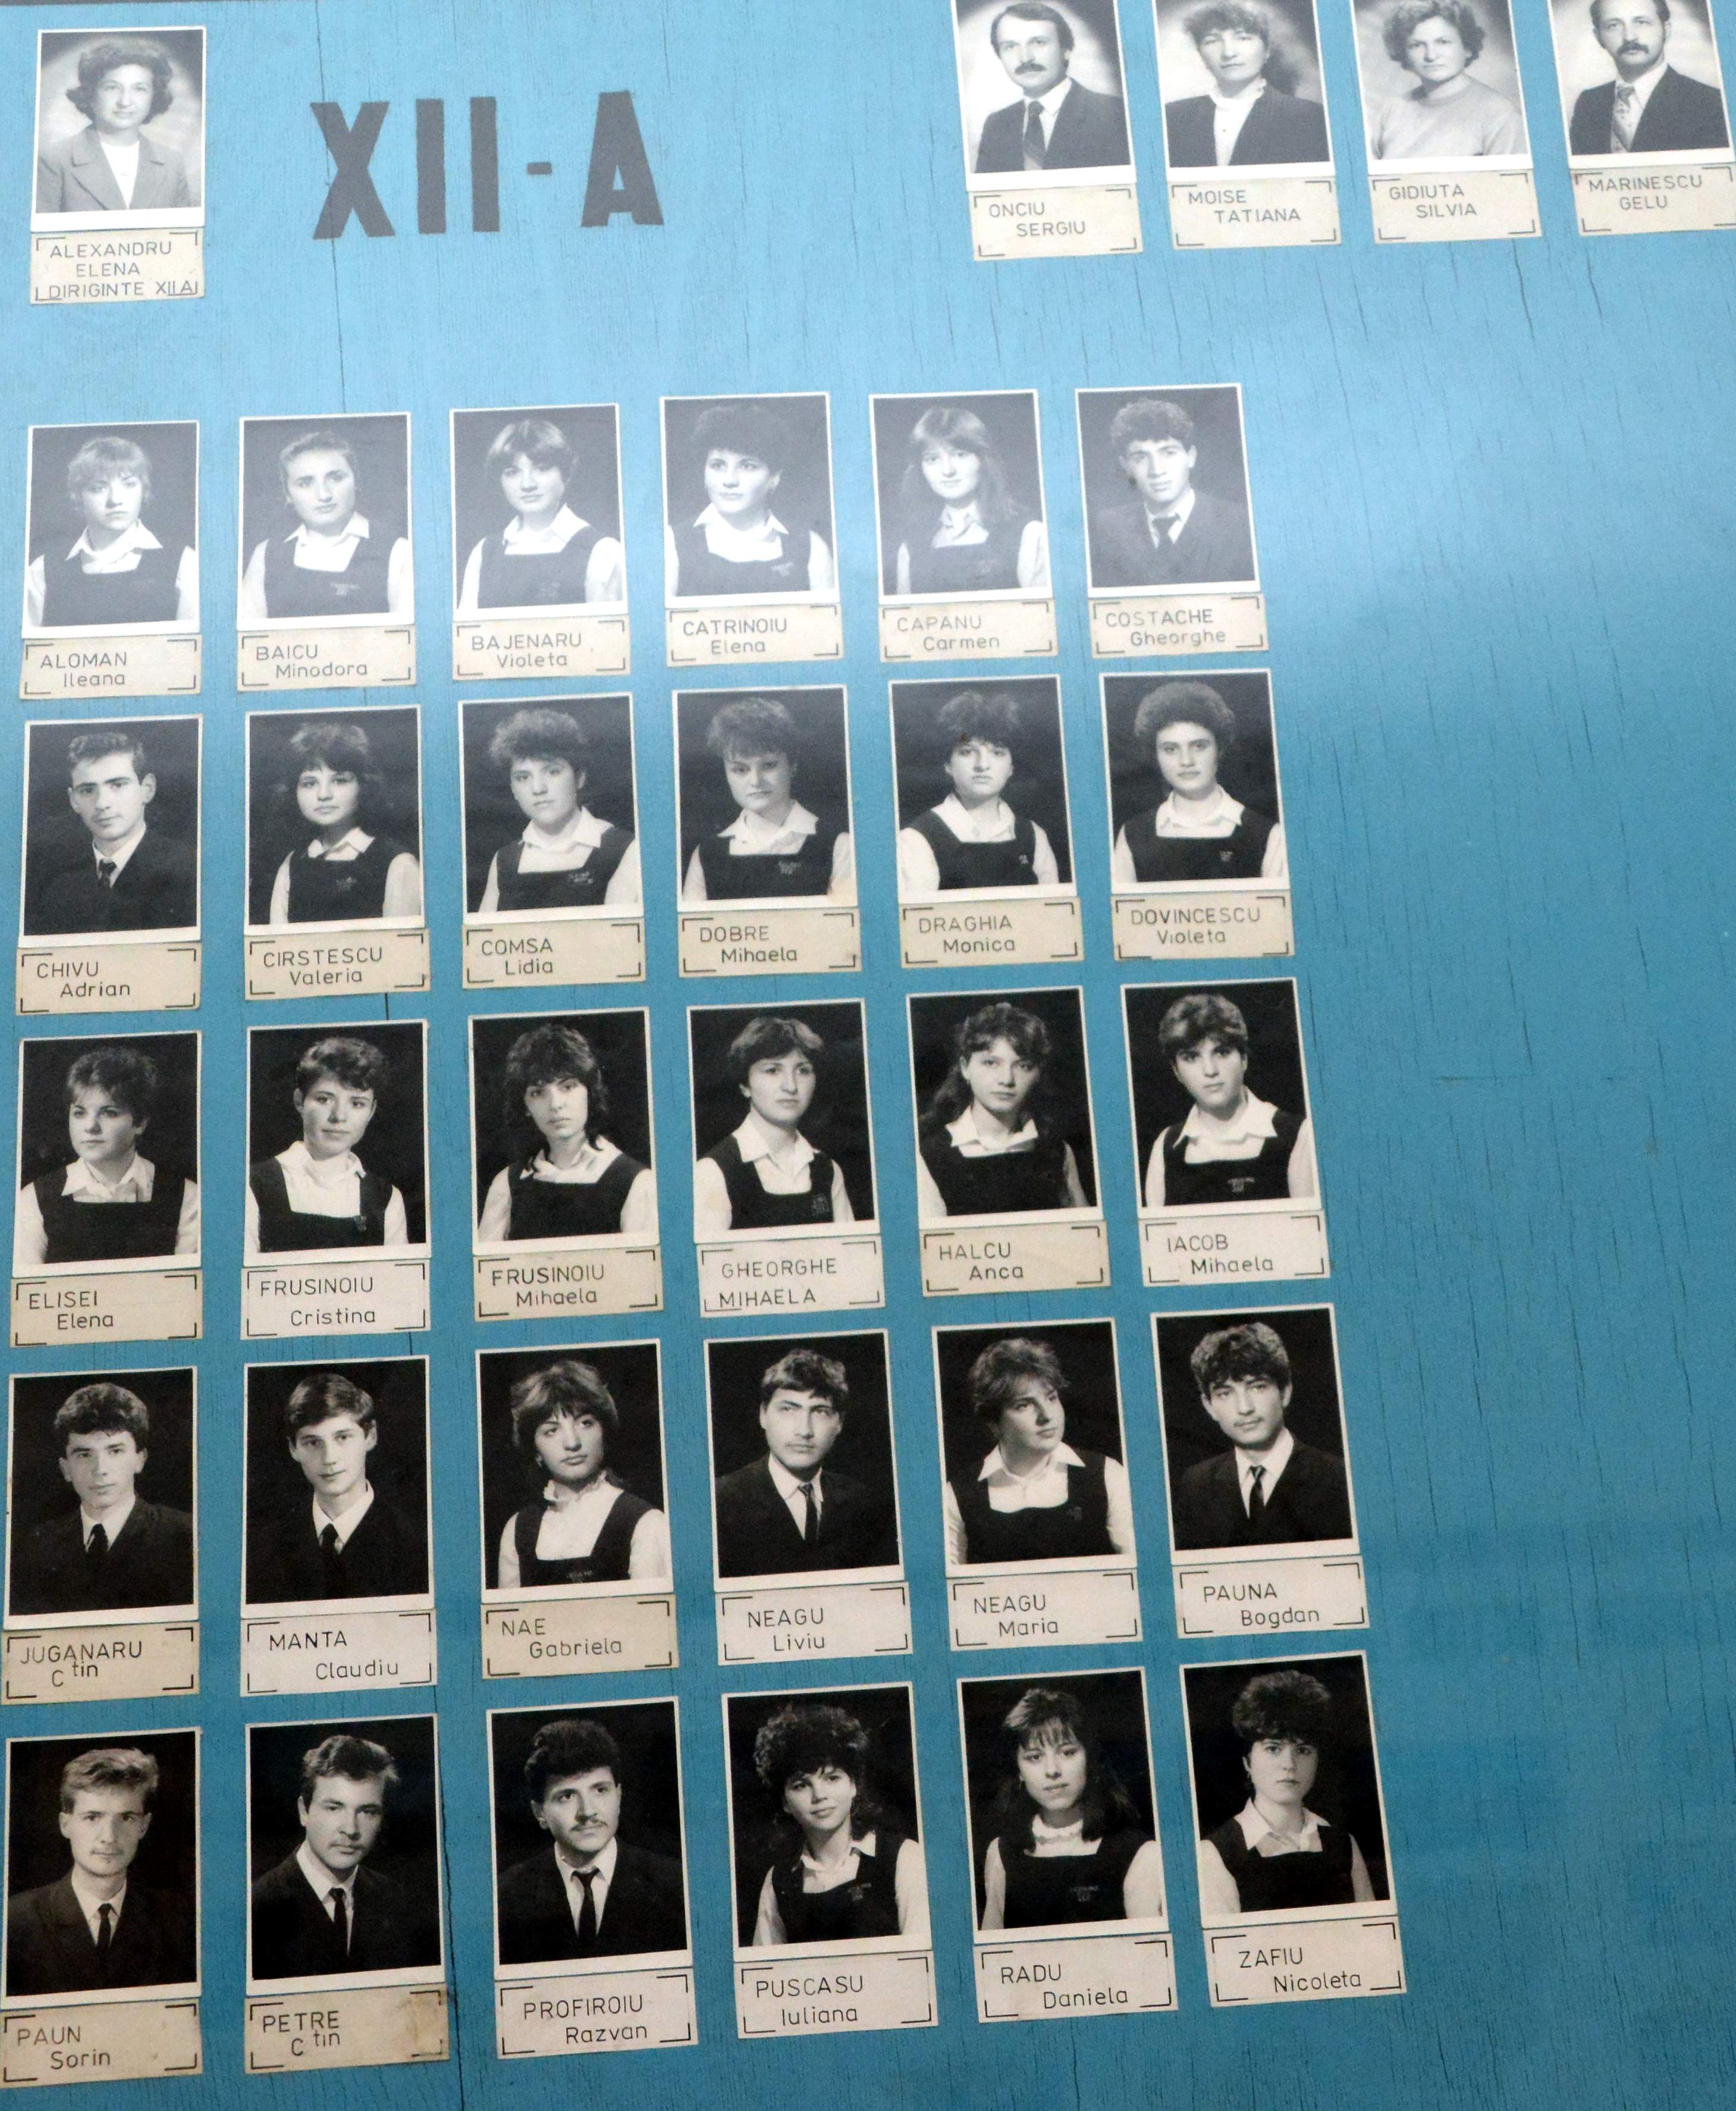 XII-A
ALEXANDRU
ELENA
DIRIGINTE XII A
ONCIU
SERGIU
MOISE
TATIANA
GIDIUTA
SILVIA
MARINESCU
GELU
ALOMAN
Ileana
BAICU
Minodora
BAJENARU
Violeta
CATRINOIU
Elena
CAPANU
Carmen
COSTACHE
Gheorghe
CHIVU
Adrian
CIRSTESCU
Valeria
COMSA
Lidia
DOBRE
Mihaela
DRAGHIA
Monica
DOVINCESCU
Violeta
ELISEI
Elena
FRUSINOIU
Cristina
FRUSINOIU
Mihaela
GHEORGHE
MIHAELA
HALCU
Anca
IACOB
Mihaela
JUGANARU
Ctin
MANTA
Claudiu
NAE
Gabriela
NEAGU
Liviu
NEAGU
Maria
PAUNA
Bogdan
PAUN
Sorin
PETRE
Ctin
PROFIROIU
Razvan
PUSCASU
Iuliana
RADU
Daniela
ZAFIU
Nicoleta